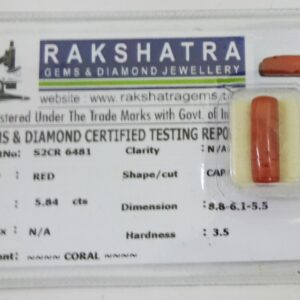 RAKSHATRA
GEMS & DIAMOND JEWELLERY
website : www.rakshatragems.
stered Under The Trade Marks with Govt. of In
S & DIAMOND CERTIFIED TESTING REPO
No: S2CR 6481 Clarity N/A
RED Shape/cut CAP
5.84 cts Dimension 8.8-6.1-5.5
x : N/A Hardness : 3.5
ent: ~~~~ CORAL ~~~~